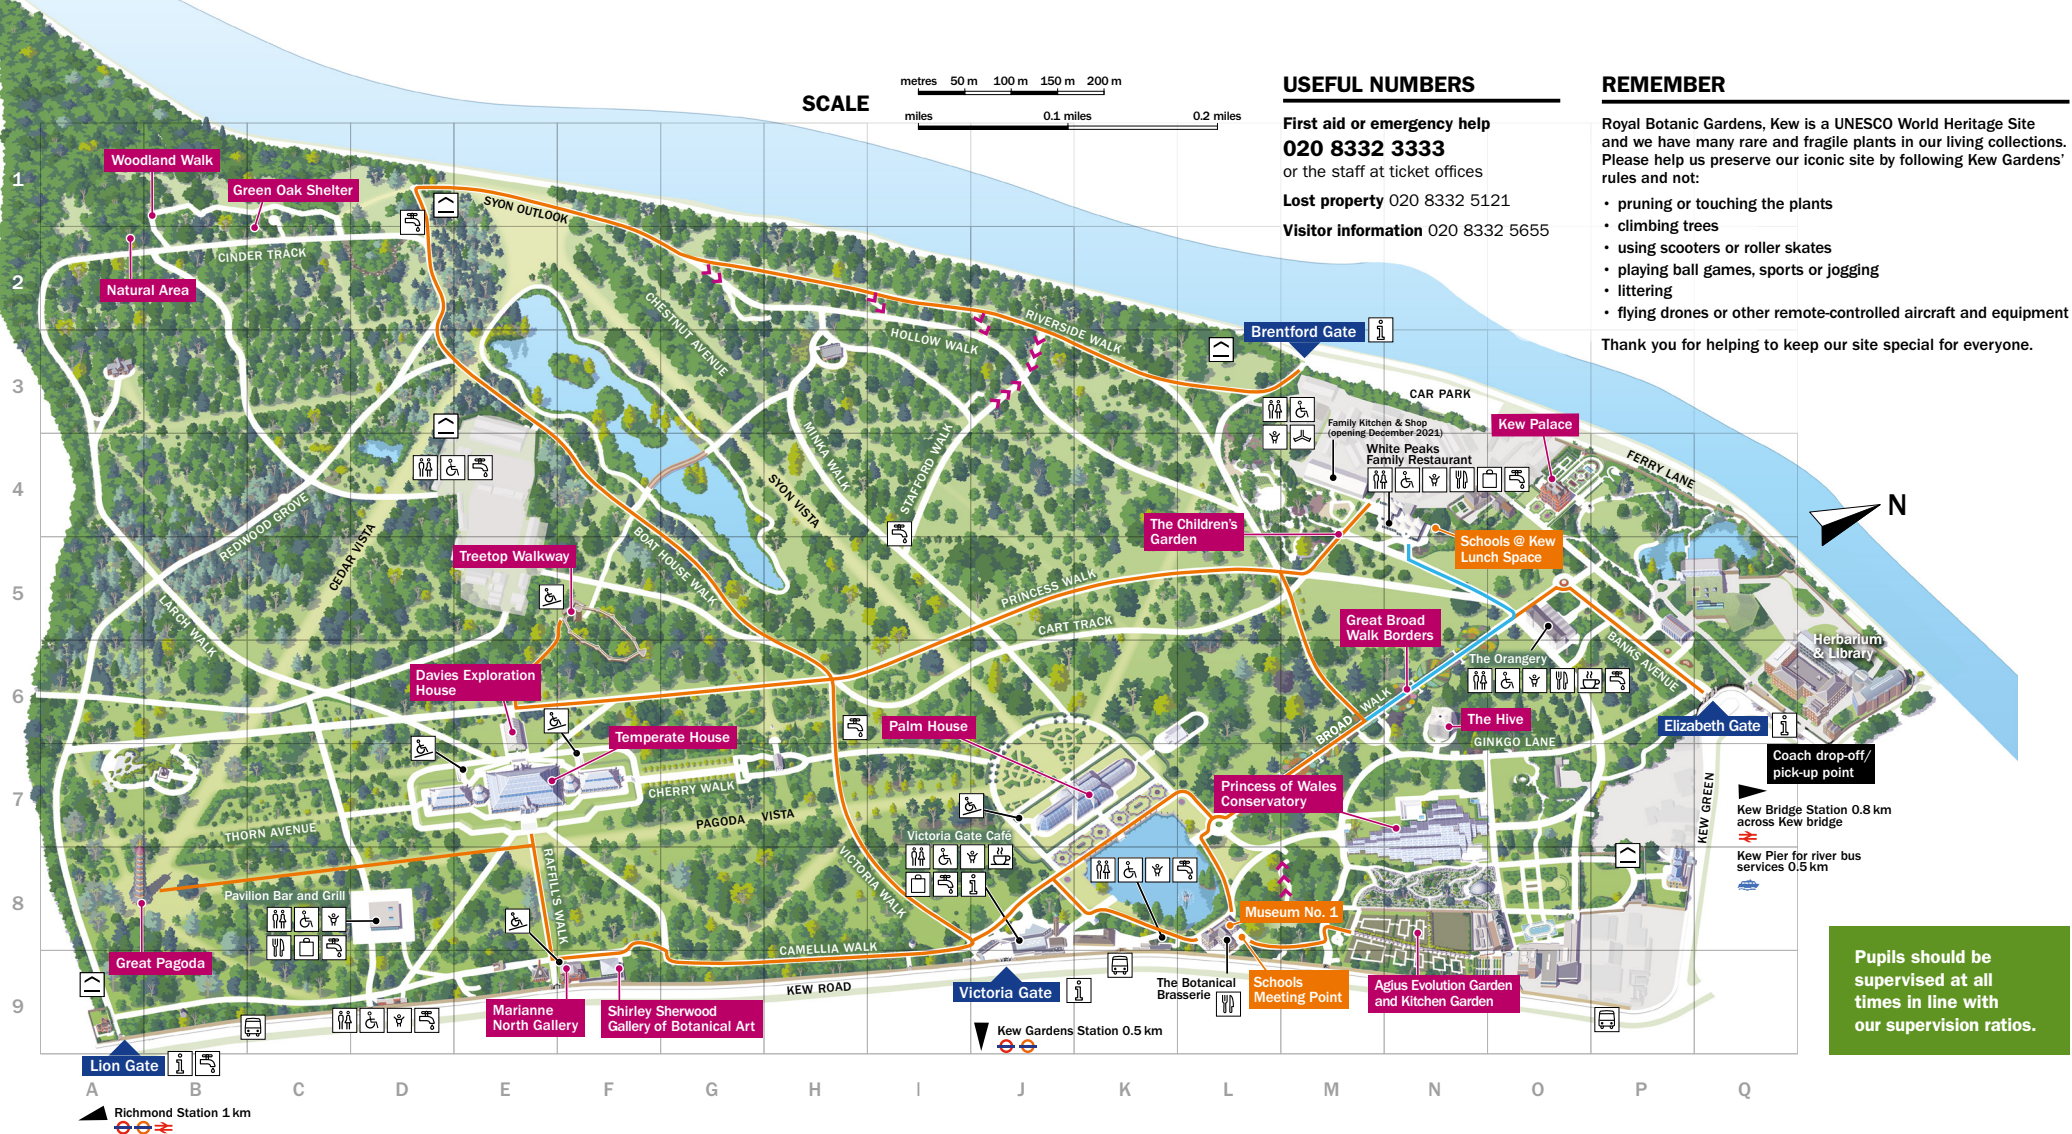 SCALE
metres 50 m 100 m 150 m 200 m
miles 0.1 miles 0.2 miles
USEFUL NUMBERS
First aid or emergency help
020 8332 3333
or the staff at ticket offices
Lost property 020 8332 5121
Visitor information 020 8332 5655
REMEMBER
Royal Botanic Gardens, Kew is a UNESCO World Heritage Site
and we have many rare and fragile plants in our living collections.
Please help us preserve our iconic site by following Kew Gardens'
rules and not:
• pruning or touching the plants
• climbing trees
• using scooters or roller skates
• playing ball games, sports or jogging
• littering
• flying drones or other remote-controlled aircraft and equipment
Thank you for helping to keep our site special for everyone.
1
2
3
4
5
6
7
8
9
Woodland Walk
Green Oak Shelter
Natural Area
CINDER TRACK
SYON OUTLOOK
CHESTNUT AVENUE
HOLLOW WALK
RIVERSIDE WALK
Brentford Gate
i
CAR PARK
Family Kitchen & Shop
(opening December 2021)
White Peaks
Family Restaurant
Kew Palace
FERRY LANE
N
MINKA WALK
STAFFORD WALK
SYON VISTA
REDWOOD GROVE
CEDAR VISTA
BOAT HOUSE WALK
The Children's
Garden
Schools @ Kew
Lunch Space
Treetop Walkway
LARCH WALK
PRINCESS WALK
CART TRACK
Great Broad
Walk Borders
The Orangery
BANKS AVENUE
Herbarium
& Library
Davies Exploration
House
Temperate House
Palm House
BROAD WALK
The Hive
GINKGO LANE
Elizabeth Gate
i
Coach drop-off/
pick-up point
Kew Bridge Station 0.8 km
across Kew bridge
Kew Pier for river bus
services 0.5 km
KEW GREEN
CHERRY WALK
PAGODA VISTA
THORN AVENUE
Princess of Wales
Conservatory
Victoria Gate Café
i
VICTORIA WALK
RAFFILL'S WALK
Pavilion Bar and Grill
Great Pagoda
CAMELLIA WALK
Museum No. 1
KEW ROAD
Victoria Gate
i
The Botanical
Brasserie
Schools
Meeting Point
Agius Evolution Garden
and Kitchen Garden
Marianne
North Gallery
Shirley Sherwood
Gallery of Botanical Art
Kew Gardens Station 0.5 km
Lion Gate
i
A B C D E F G H I J K L M N O P Q
Richmond Station 1 km
Pupils should be
supervised at all
times in line with
our supervision ratios.